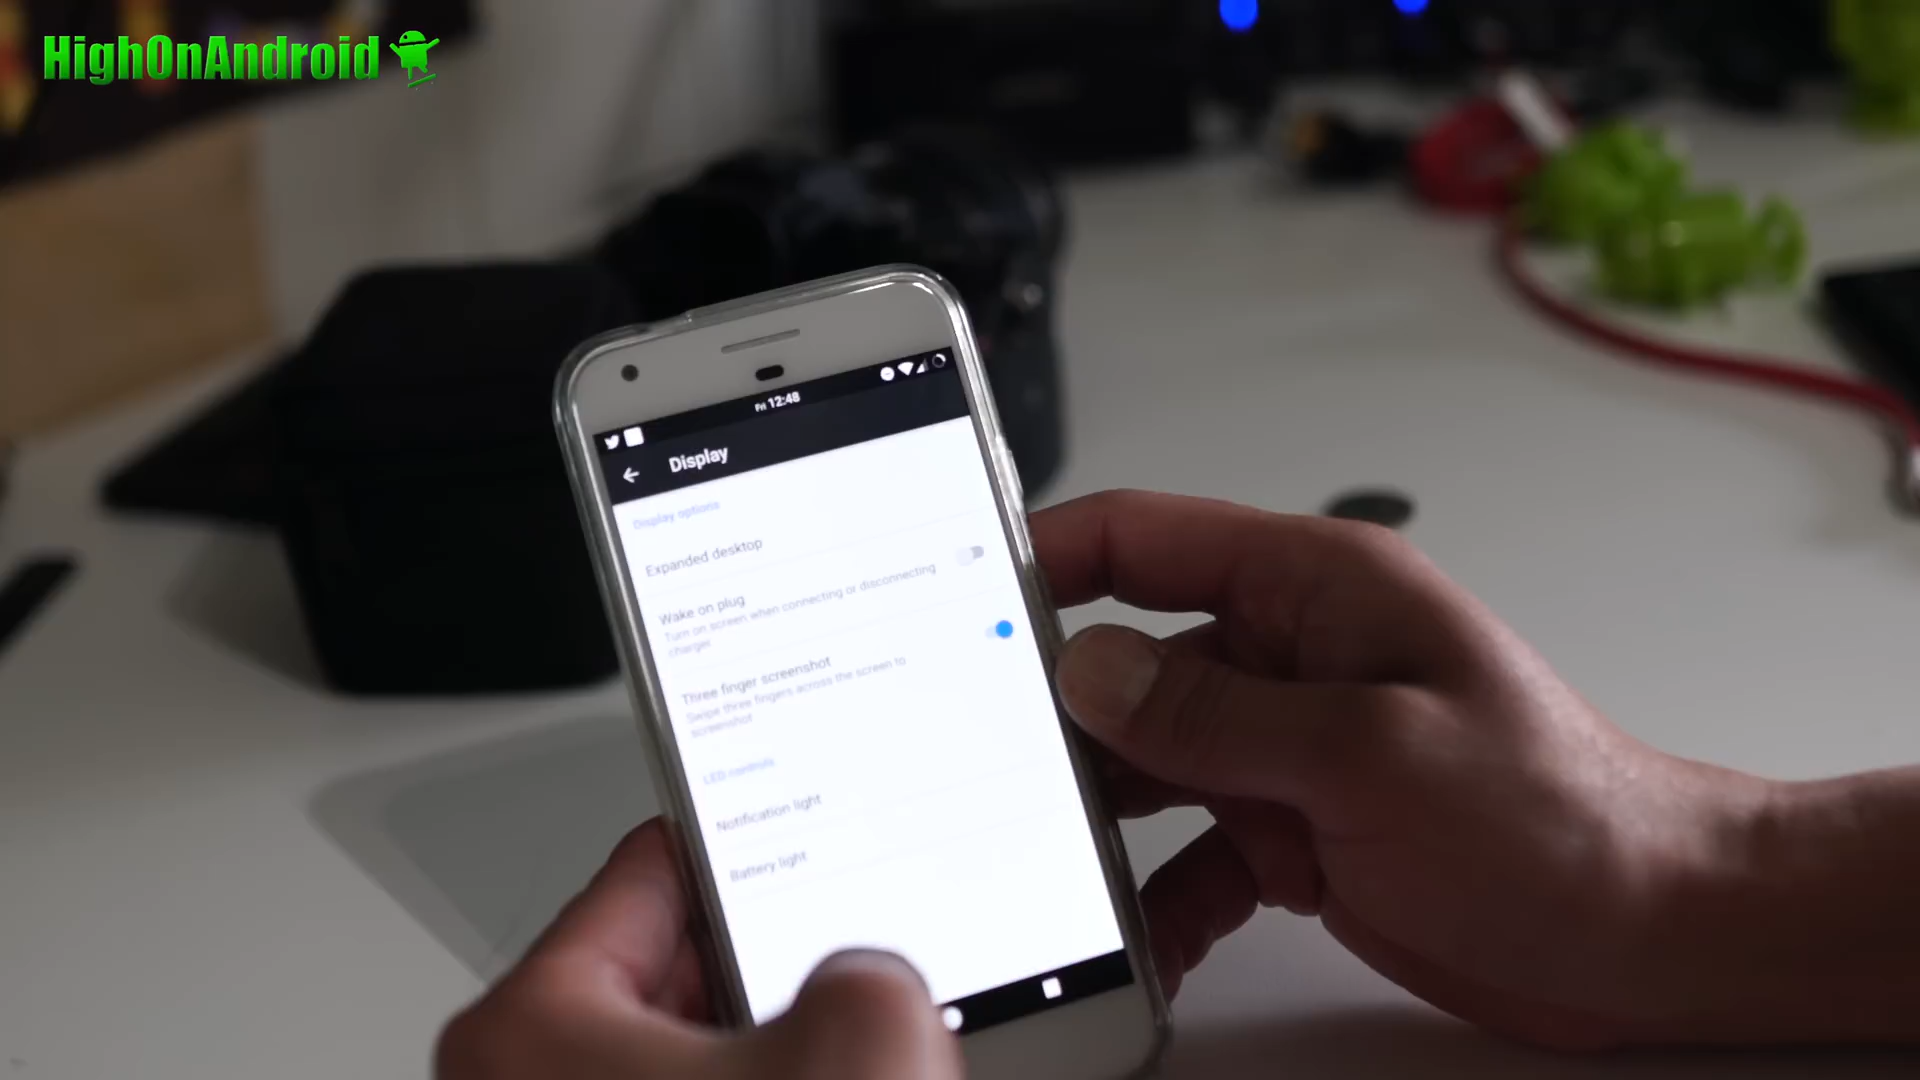 HighOnAndroid
Fri 12:48
Display
Display options
Expanded desktop
Wake on plug
Turn on screen when connecting or disconnecting
charger
Three finger screenshot
Swipe three fingers across the screen to
screenshot
LED controls
Notification light
Battery light